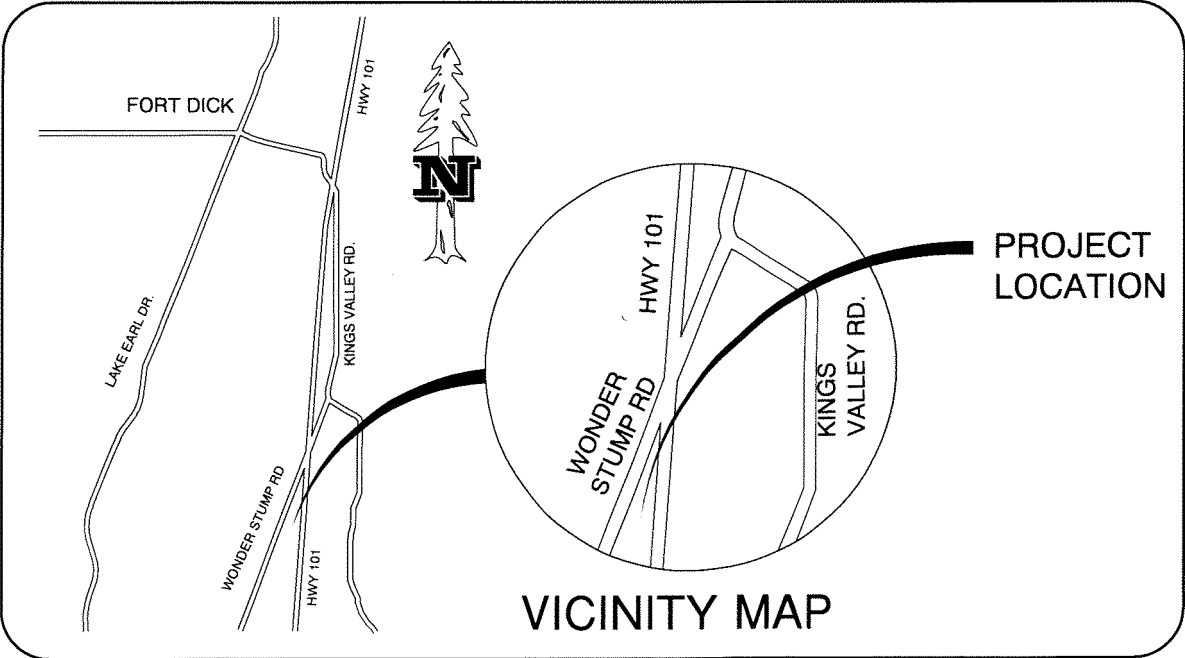 FORT DICK
HWY 101
N
LAKE EARL DR.
KINGS VALLEY RD.
WONDER STUMP RD
HWY 101
HWY 101
WONDER
STUMP RD
KINGS
VALLEY RD.
PROJECT
LOCATION
VICINITY MAP